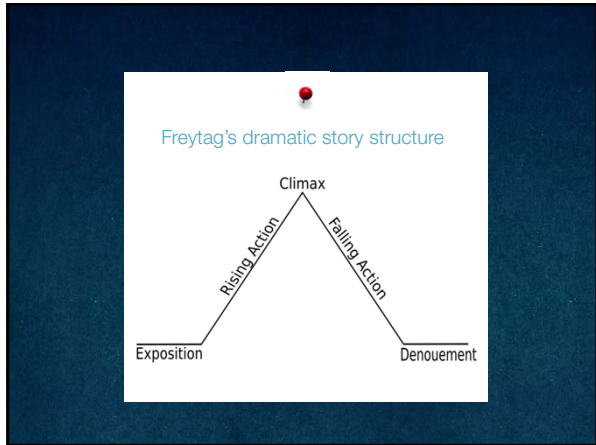 Freytag’s dramatic story structure
Climax
Rising Action
Falling Action
Exposition
Denouement